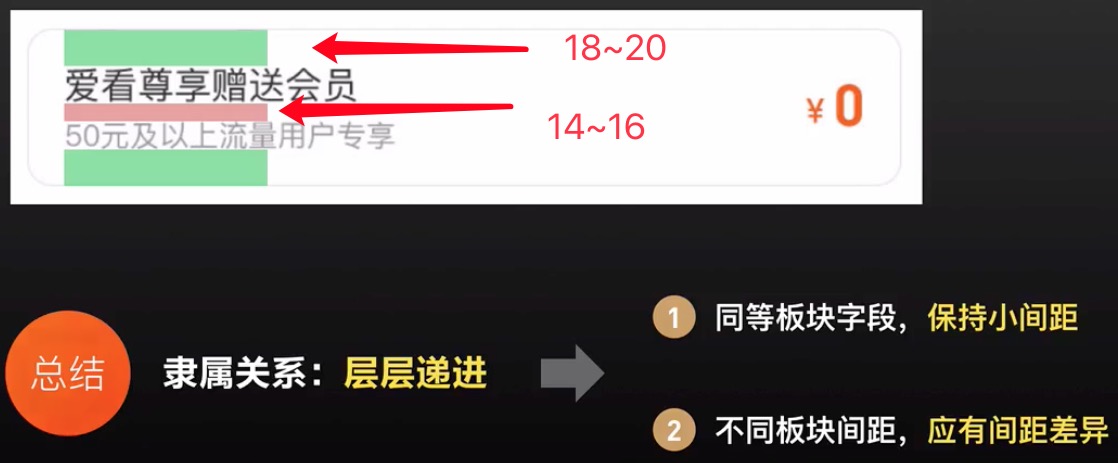 18~20
爱看尊享赠送会员
14~16
50元及以上流量用户专享
¥0
总结
隶属关系：层层递进
1 同等板块字段，保持小间距
2 不同板块间距，应有间距差异